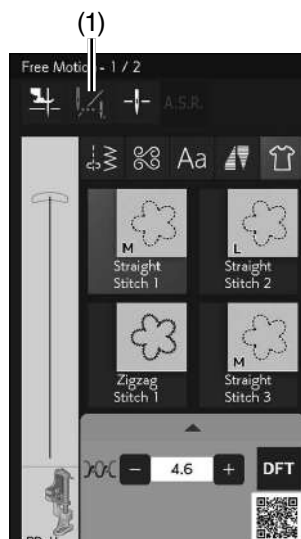 (1)
Free Motion - 1 / 2
A.S.R.
Aa
M
Straight
Stitch 1
L
Straight
Stitch 2
Zigzag
Stitch 1
M
Straight
Stitch 3
4.6
DFT